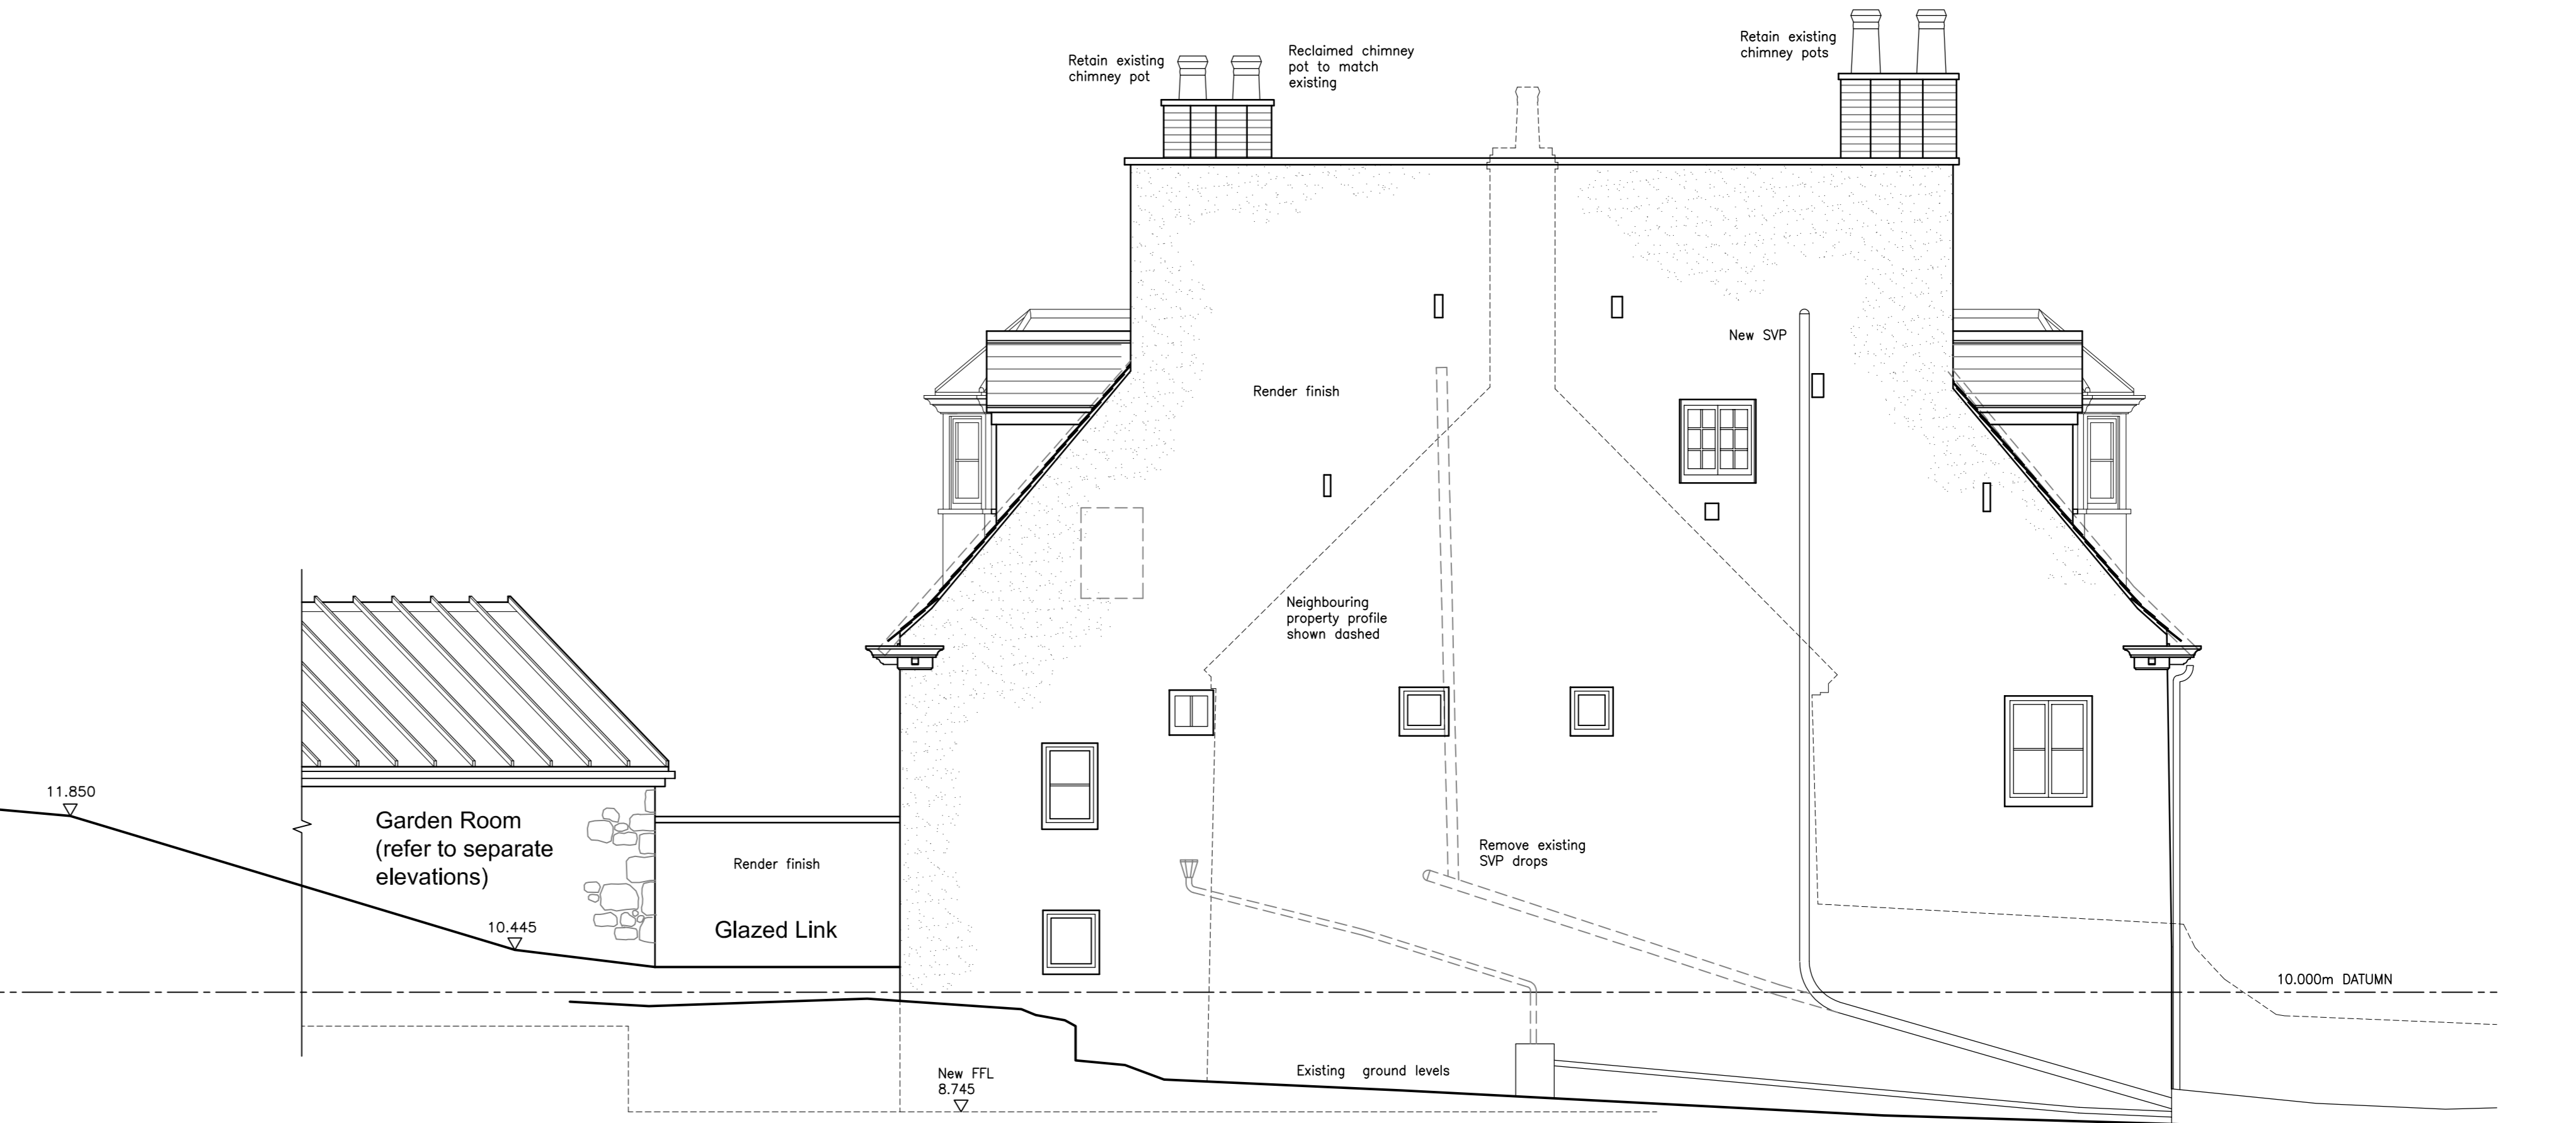 Retain existing
chimney pot
Reclaimed chimney
pot to match
existing
Retain existing
chimney pots
New SVP
Render finish
Neighbouring
property profile
shown dashed
11.850
Garden Room
(refer to separate
elevations)
Render finish
Remove existing
SVP drops
10.445
Glazed Link
10.000m DATUMN
New FFL
8.745
Existing ground levels